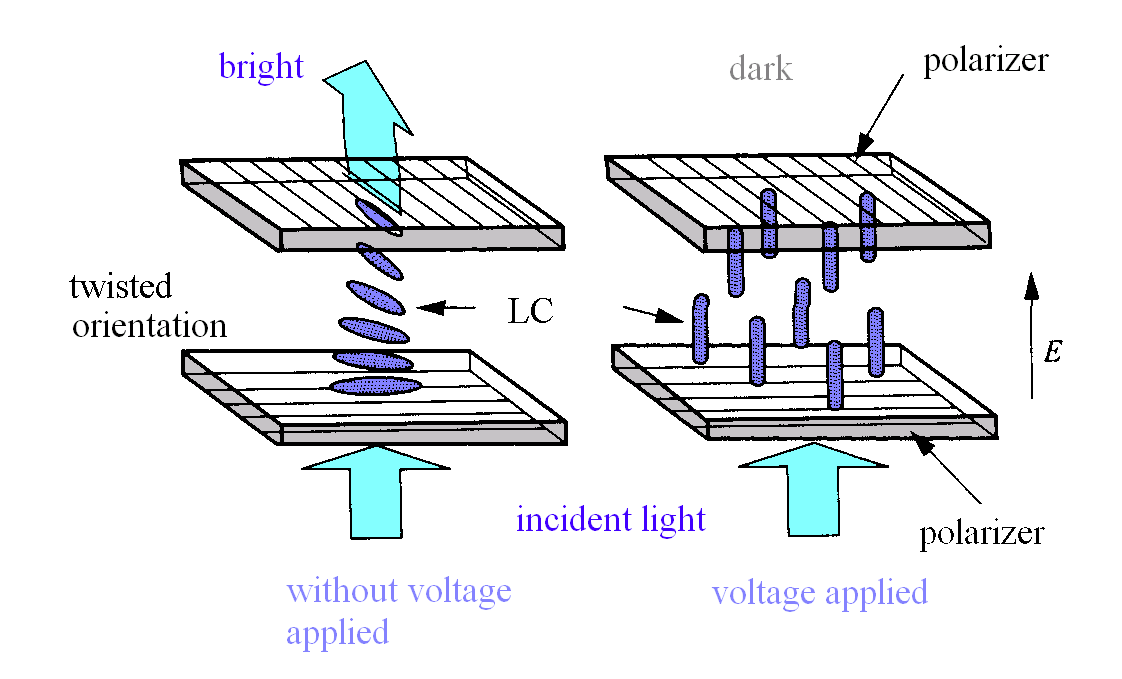 bright
dark
polarizer
twisted
orientation
LC
E
incident light
polarizer
without voltage
applied
voltage applied